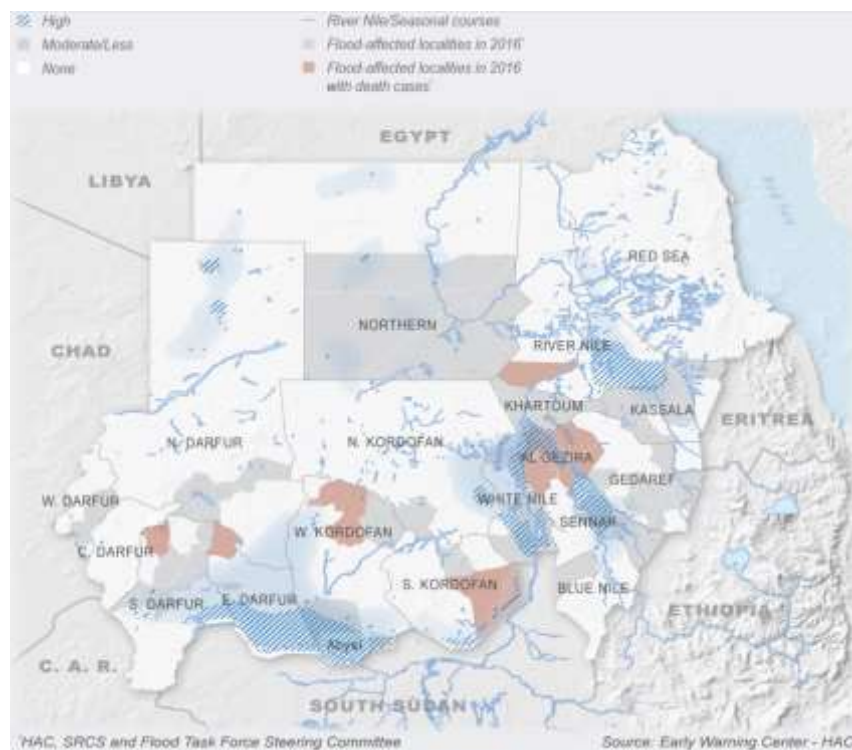 High
Moderate/Less
None
River Nile/Seasonal courses
Flood-affected localities in 2016*
Flood-affected localities in 2016
with death cases*
EGYPT
LIBYA
Red Sea
RED SEA
NORTHERN
CHAD
RIVER NILE
KHARTOUM
KASSALA
ERITREA
N. DARFUR
N. KORDOFAN
AL GEZIRA
GEDAREF
W. DARFUR
WHITE NILE
SENNAR
W. KORDOFAN
C. DARFUR
S. KORDOFAN
BLUE NILE
S. DARFUR
E. DARFUR
ETHIOPIA
Abyei
C. A. R.
SOUTH SUDAN
*HAC, SRCS and Flood Task Force Steering Committee
Source: Early Warning Center - HAC